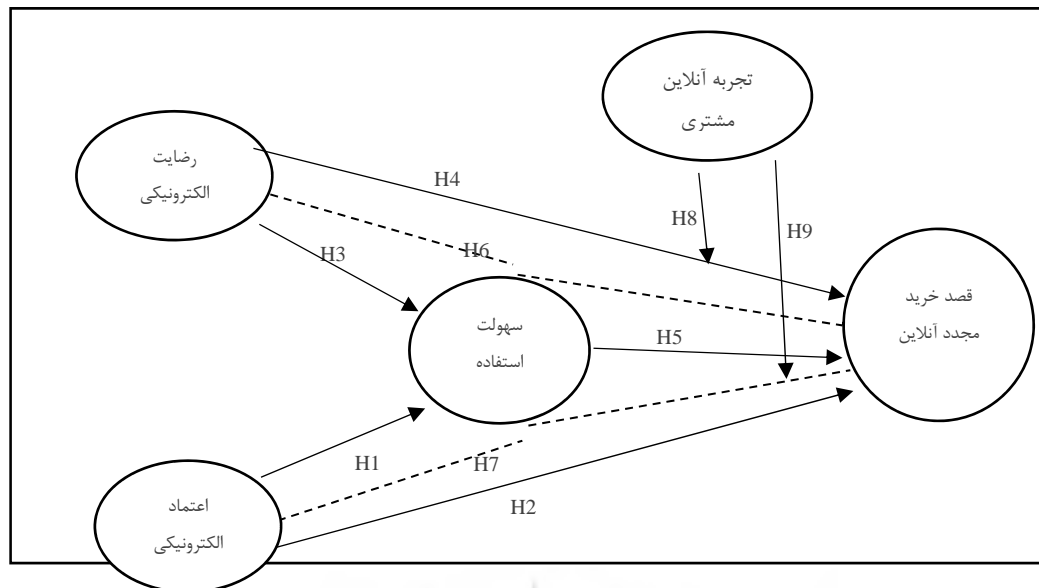 تجربه آنلاین
مشتری
رضایت
الکترونیکی
H4
H8
H9
H3
H6
قصد خرید
مجدد آنلاین
سهولت
استفاده
H5
H1
H7
H2
اعتماد
الکترونیکی